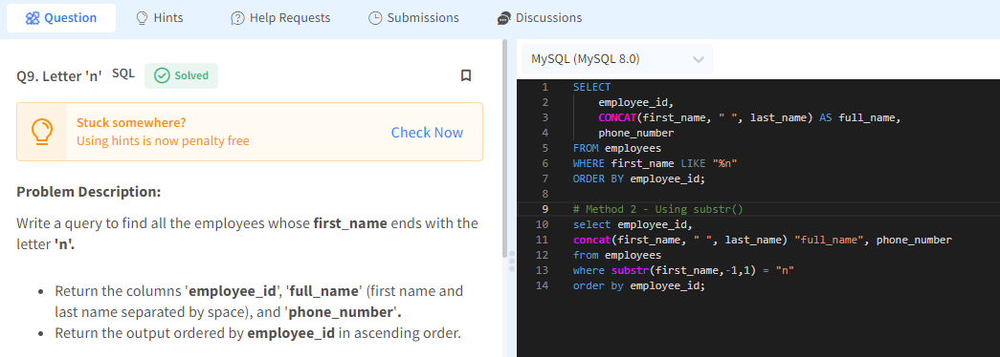 Question
Hints
Help Requests
Submissions
Discussions
Q9. Letter 'n' SQL Solved
Stuck somewhere?
Using hints is now penalty free
Check Now
Problem Description:
Write a query to find all the employees whose first_name ends with the
letter 'n'.
• Return the columns 'employee_id', 'full_name' (first name and
last name separated by space), and 'phone_number'.
• Return the output ordered by employee_id in ascending order.
MySQL (MySQL 8.0)
1 SELECT
2 employee_id,
3 CONCAT(first_name, " ", last_name) AS full_name,
4 phone_number
5 FROM employees
6 WHERE first_name LIKE "%n"
7 ORDER BY employee_id;
8
9 # Method 2 - Using substr()
10 select employee_id,
11 concat(first_name, " ", last_name) "full_name", phone_number
12 from employees
13 where substr(first_name,-1,1) = "n"
14 order by employee_id;